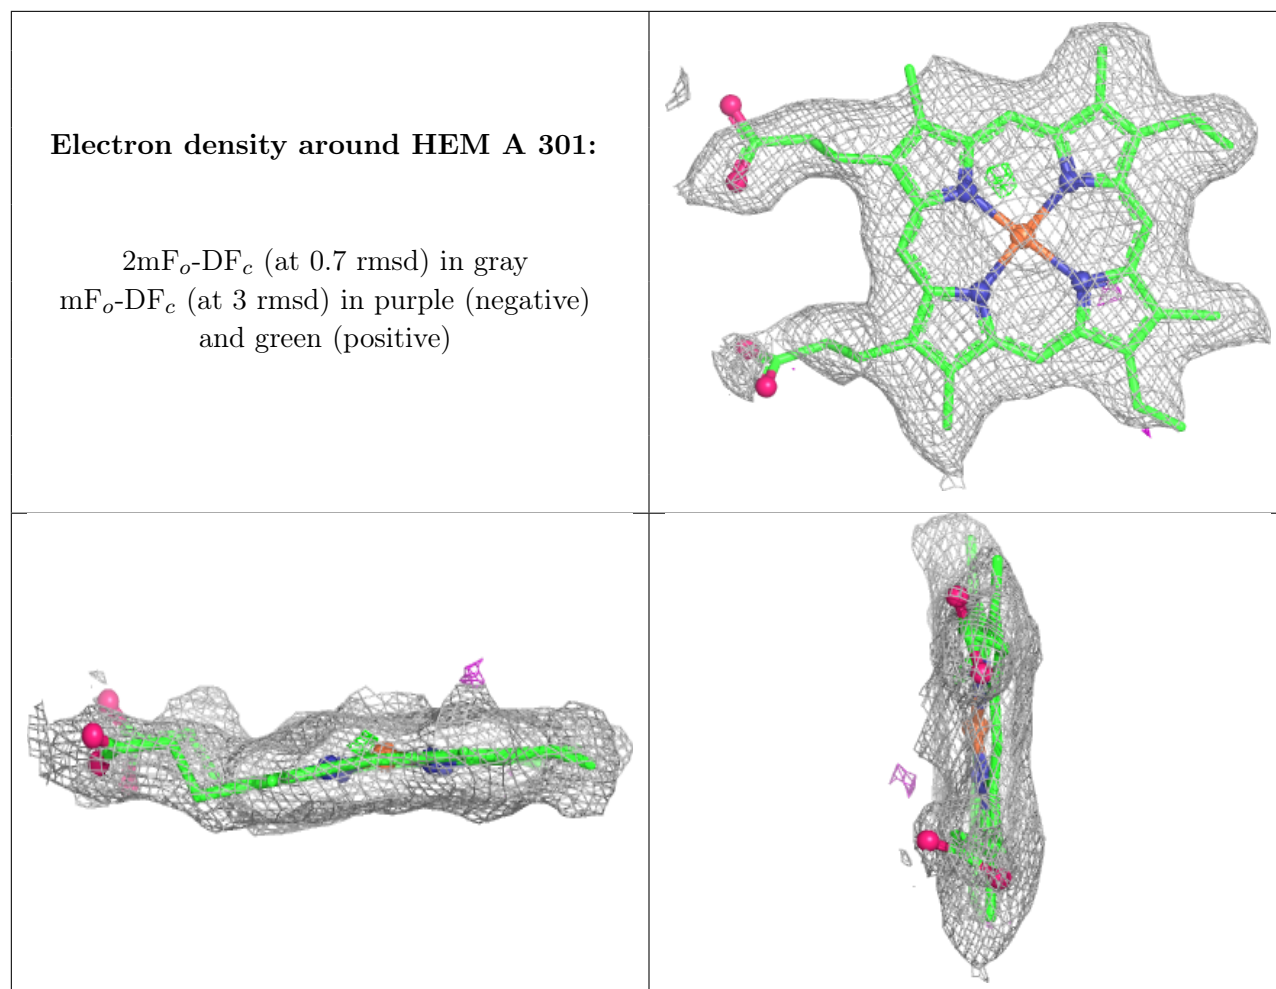 Electron density around HEM A 301:
2mFo-DFc (at 0.7 rmsd) in gray
mFo-DFc (at 3 rmsd) in purple (negative)
and green (positive)